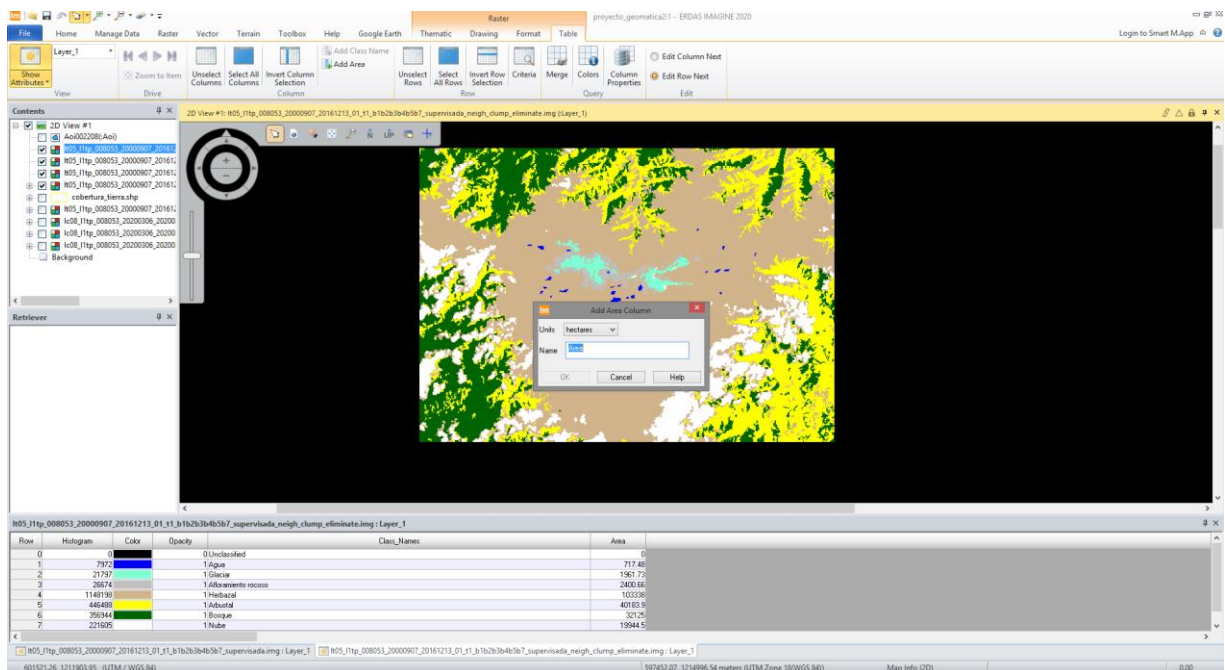 Raster
proyecto_geomatica2:1 - ERDAS IMAGINE 2020
File Home Manage Data Raster Vector Terrain Toolbox Help Google Earth Thematic Drawing Format Table Login to Smart M.App
Show Attributes
Layer_1
View
Zoom to Item
Drive
Unselect Columns
Select All Columns
Invert Column Selection
Add Class Name
Add Area
Column
Unselect Rows
Select All Rows
Invert Row Selection
Criteria
Row
Merge
Colors
Column Properties
Query
Edit Column Next
Edit Row Next
Edit
Contents
2D View #1: lt05_l1tp_008053_20000907_20161213_01_t1_b1b2b3b4b5b7_supervisada_neigh_clump_eliminate.img (:Layer_1)
2D View #1
Aoi002208(:Aoi)
lt05_l1tp_008053_20000907_20161
lt05_l1tp_008053_20000907_20161
lt05_l1tp_008053_20000907_20161
lt05_l1tp_008053_20000907_20161
cobertura_tierra.shp
lt05_l1tp_008053_20000907_20161
lc08_l1tp_008053_20200306_20200
lc08_l1tp_008053_20200306_20200
lc08_l1tp_008053_20200306_20200
Background
Retriever
N UP
Add Area Column
Units hectares
Name Area
OK Cancel Help
lt05_l1tp_008053_20000907_20161213_01_t1_b1b2b3b4b5b7_supervisada_neigh_clump_eliminate.img : Layer_1
Row Histogram Color Opacity Class_Names Area
0 0 0 Unclassified 0
1 7972 1 Agua 717.48
2 21797 1 Glaciar 1961.73
3 26674 1 Afloramiento rocoso 2400.66
4 1148198 1 Herbazal 103338
5 446488 1 Arbustal 40183.9
6 356944 1 Bosque 32125
7 221605 1 Nube 19944.5
lt05_l1tp_008053_20000907_20161213_01_t1_b1b2b3b4b5b7_supervisada.img : Layer_1 lt05_l1tp_008053_20000907_20161213_01_t1_b1b2b3b4b5b7_supervisada_neigh_clump_eliminate.img : Layer_1
601521.26, 1211903.95 (UTM / WGS 84) 597452.07, 1214996.54 meters (UTM Zone 18(WGS 84)) Map Info (2D) 0.00